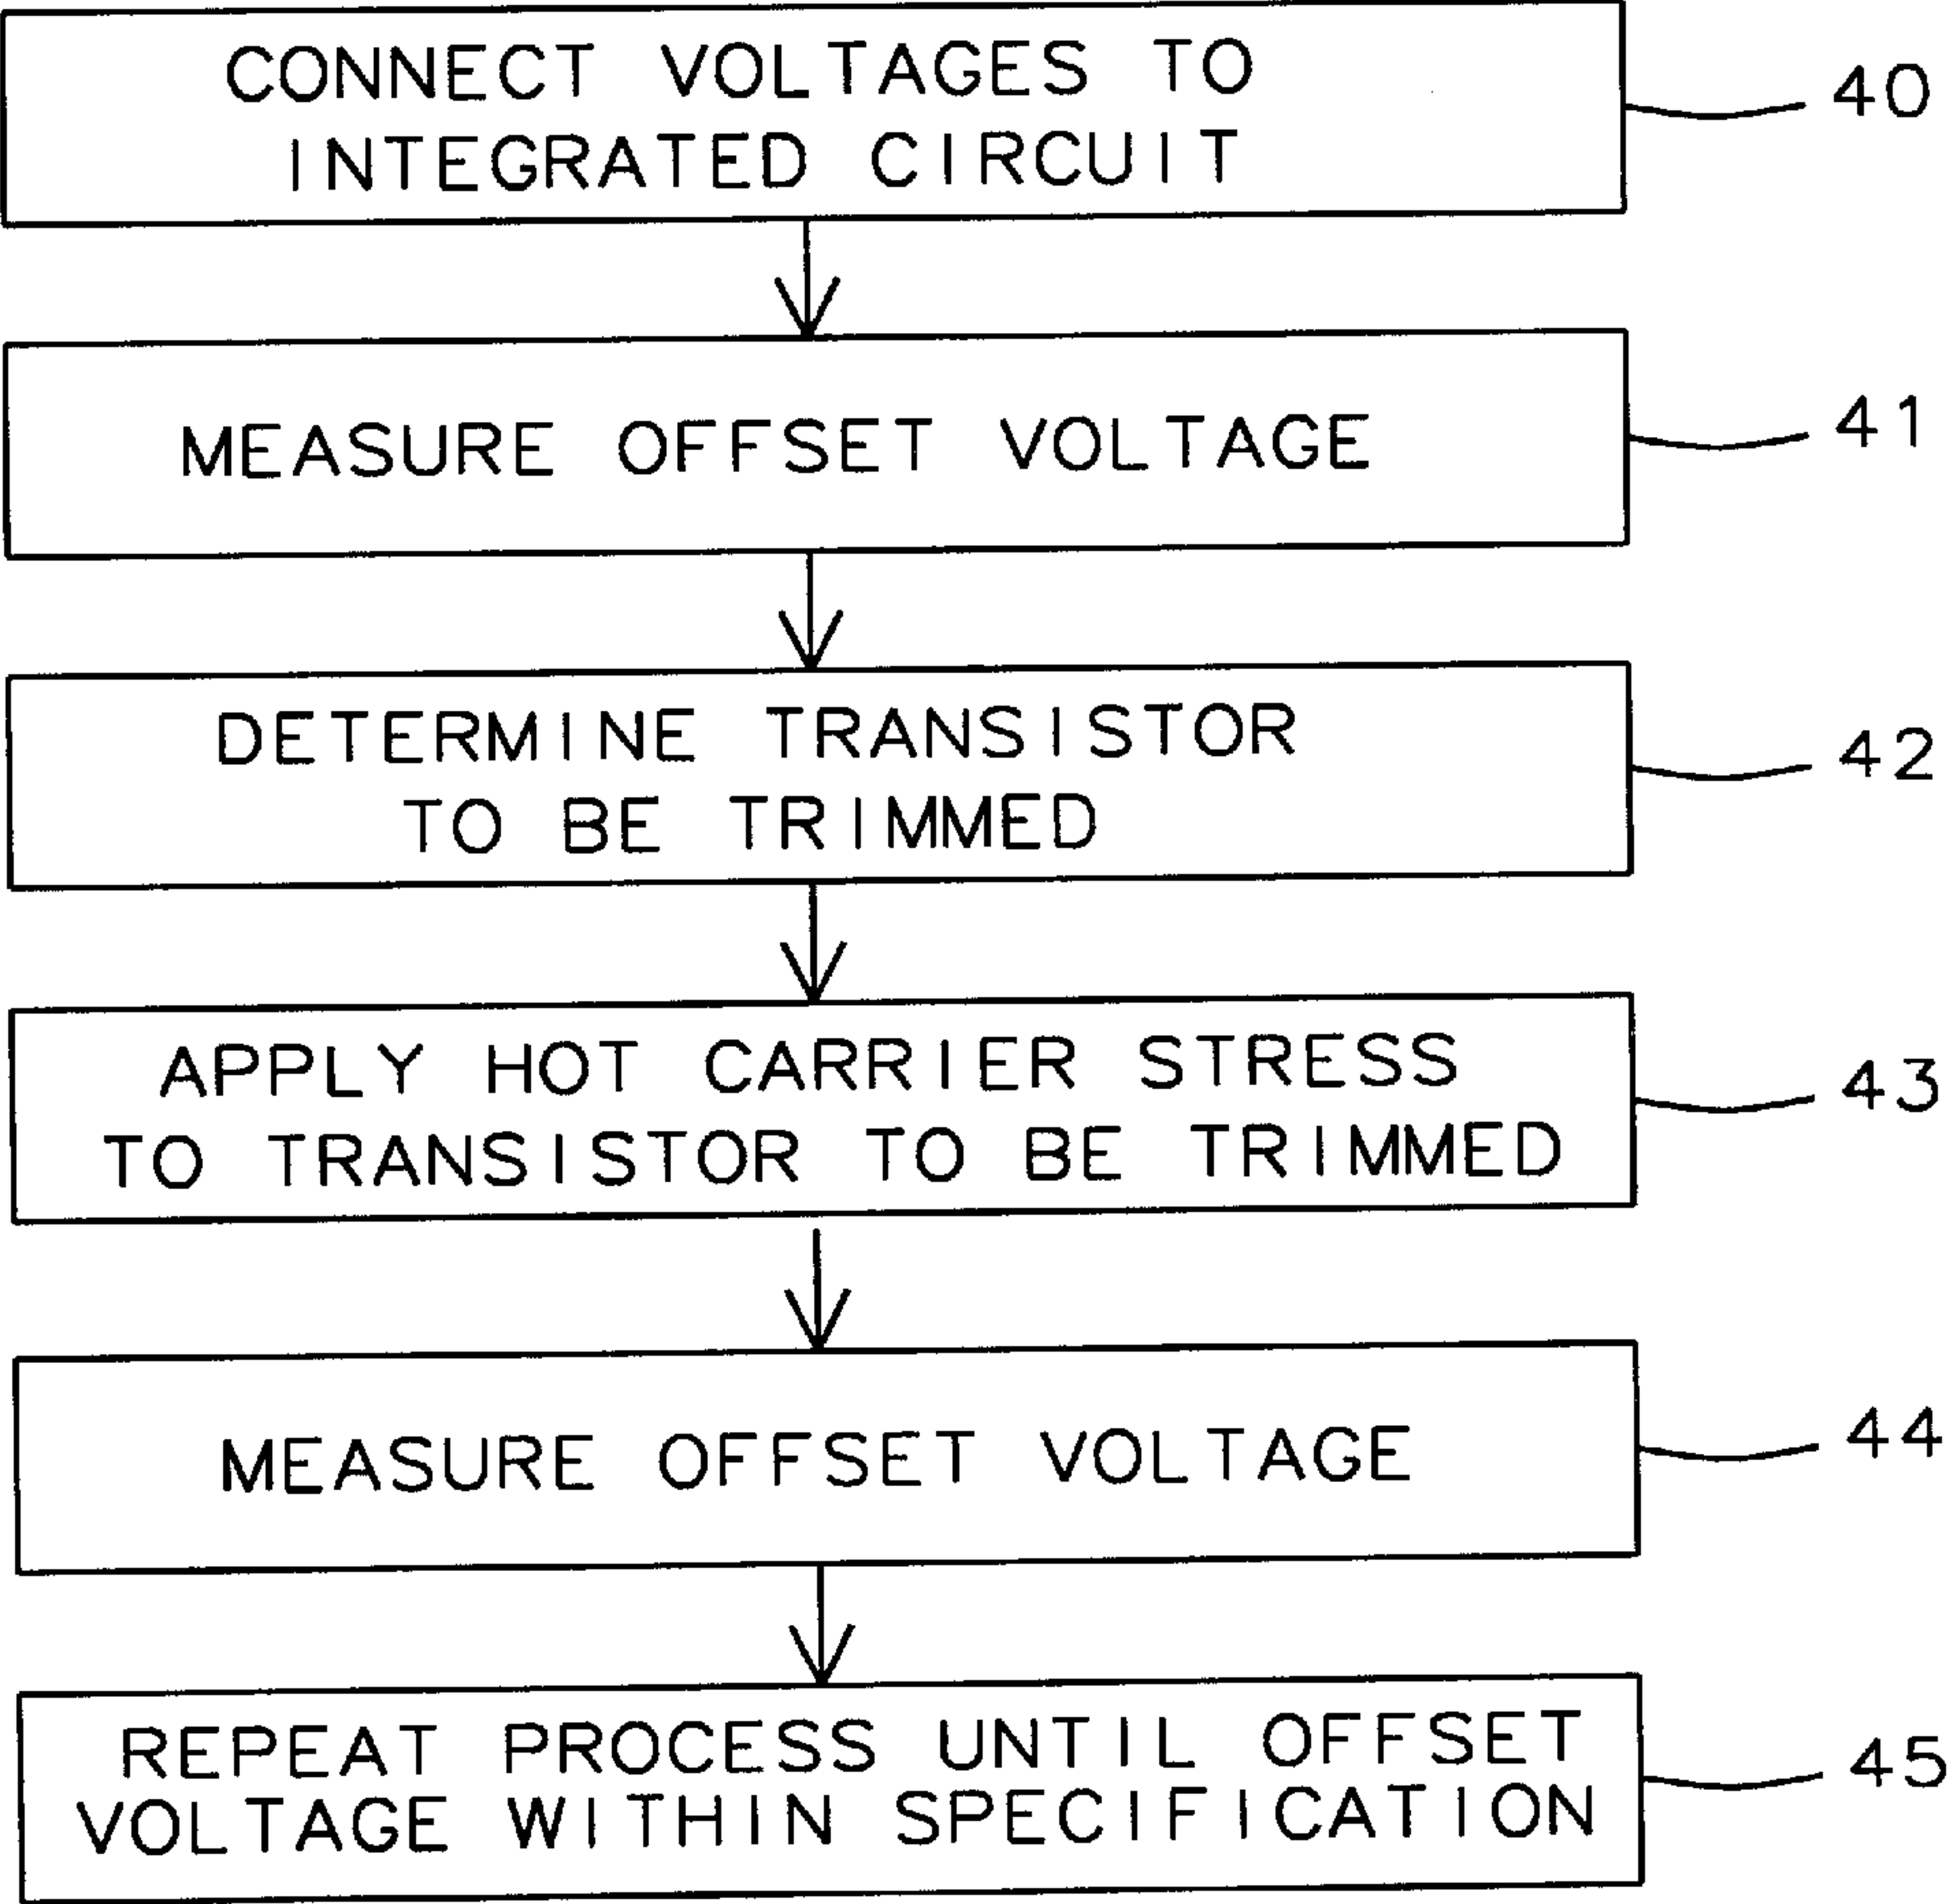 CONNECT VOLTAGES TO
INTEGRATED CIRCUIT
40
MEASURE OFFSET VOLTAGE
41
DETERMINE TRANSISTOR
TO BE TRIMMED
42
APPLY HOT CARRIER STRESS
TO TRANSISTOR TO BE TRIMMED
43
MEASURE OFFSET VOLTAGE
44
REPEAT PROCESS UNTIL OFFSET
VOLTAGE WITHIN SPECIFICATION
45